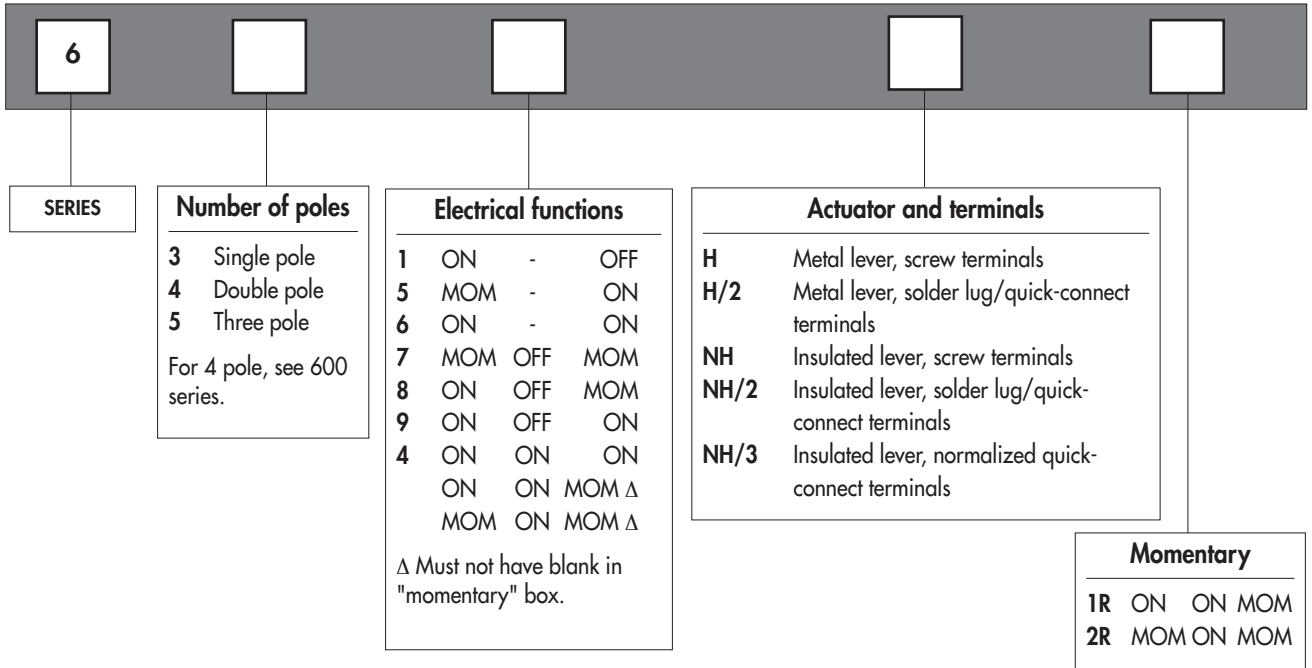 6
SERIES
Number of poles
3 Single pole
4 Double pole
5 Three pole
For 4 pole, see 600
series.
Electrical functions
1 ON - OFF
5 MOM - ON
6 ON - ON
7 MOM OFF MOM
8 ON OFF MOM
9 ON OFF ON
4 ON ON ON
ON ON MOM Δ
MOM ON MOM Δ
Δ Must not have blank in
"momentary" box.
Actuator and terminals
H Metal lever, screw terminals
H/2 Metal lever, solder lug/quick-connect
terminals
NH Insulated lever, screw terminals
NH/2 Insulated lever, solder lug/quick-
connect terminals
NH/3 Insulated lever, normalized quick-
connect terminals
Momentary
1R ON ON MOM
2R MOM ON MOM